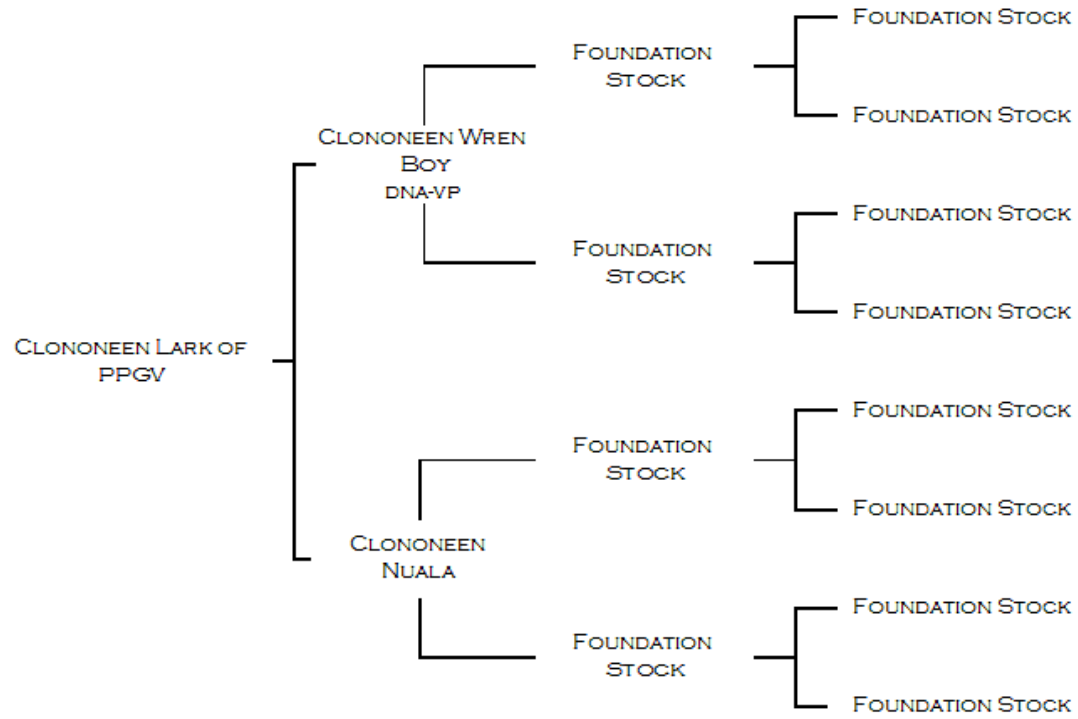 Foundation Stock
Foundation
Stock
Foundation Stock
Clononeen Wren
Boy
DNA-VP
Foundation Stock
Foundation
Stock
Foundation Stock
Clononeen Lark of
PPGV
Foundation Stock
Foundation
Stock
Foundation Stock
Clononeen
Nuala
Foundation Stock
Foundation
Stock
Foundation Stock